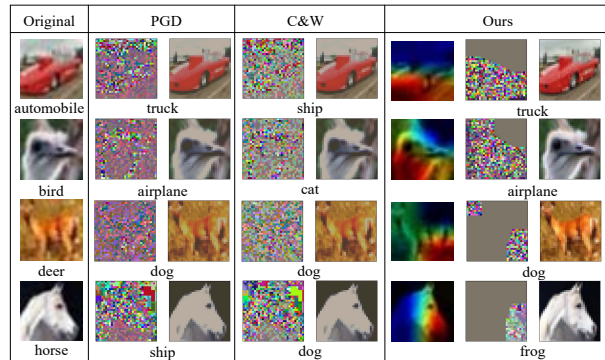 Original PGD C&W Ours
automobile truck ship truck
bird airplane cat airplane
deer dog dog dog
horse ship dog frog